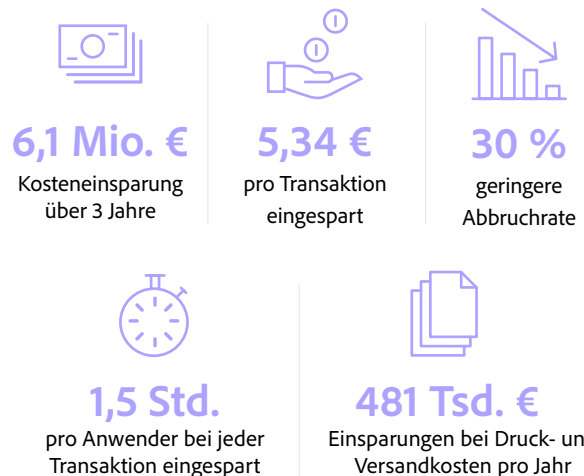 6,1 Mio. €
Kosteneinsparung
über 3 Jahre
5,34 €
pro Transaktion
eingespart
30 %
geringere
Abbruchrate
1,5 Std.
pro Anwender bei jeder
Transaktion eingespart
481 Tsd. €
Einsparungen bei Druck- un
Versandkosten pro Jahr